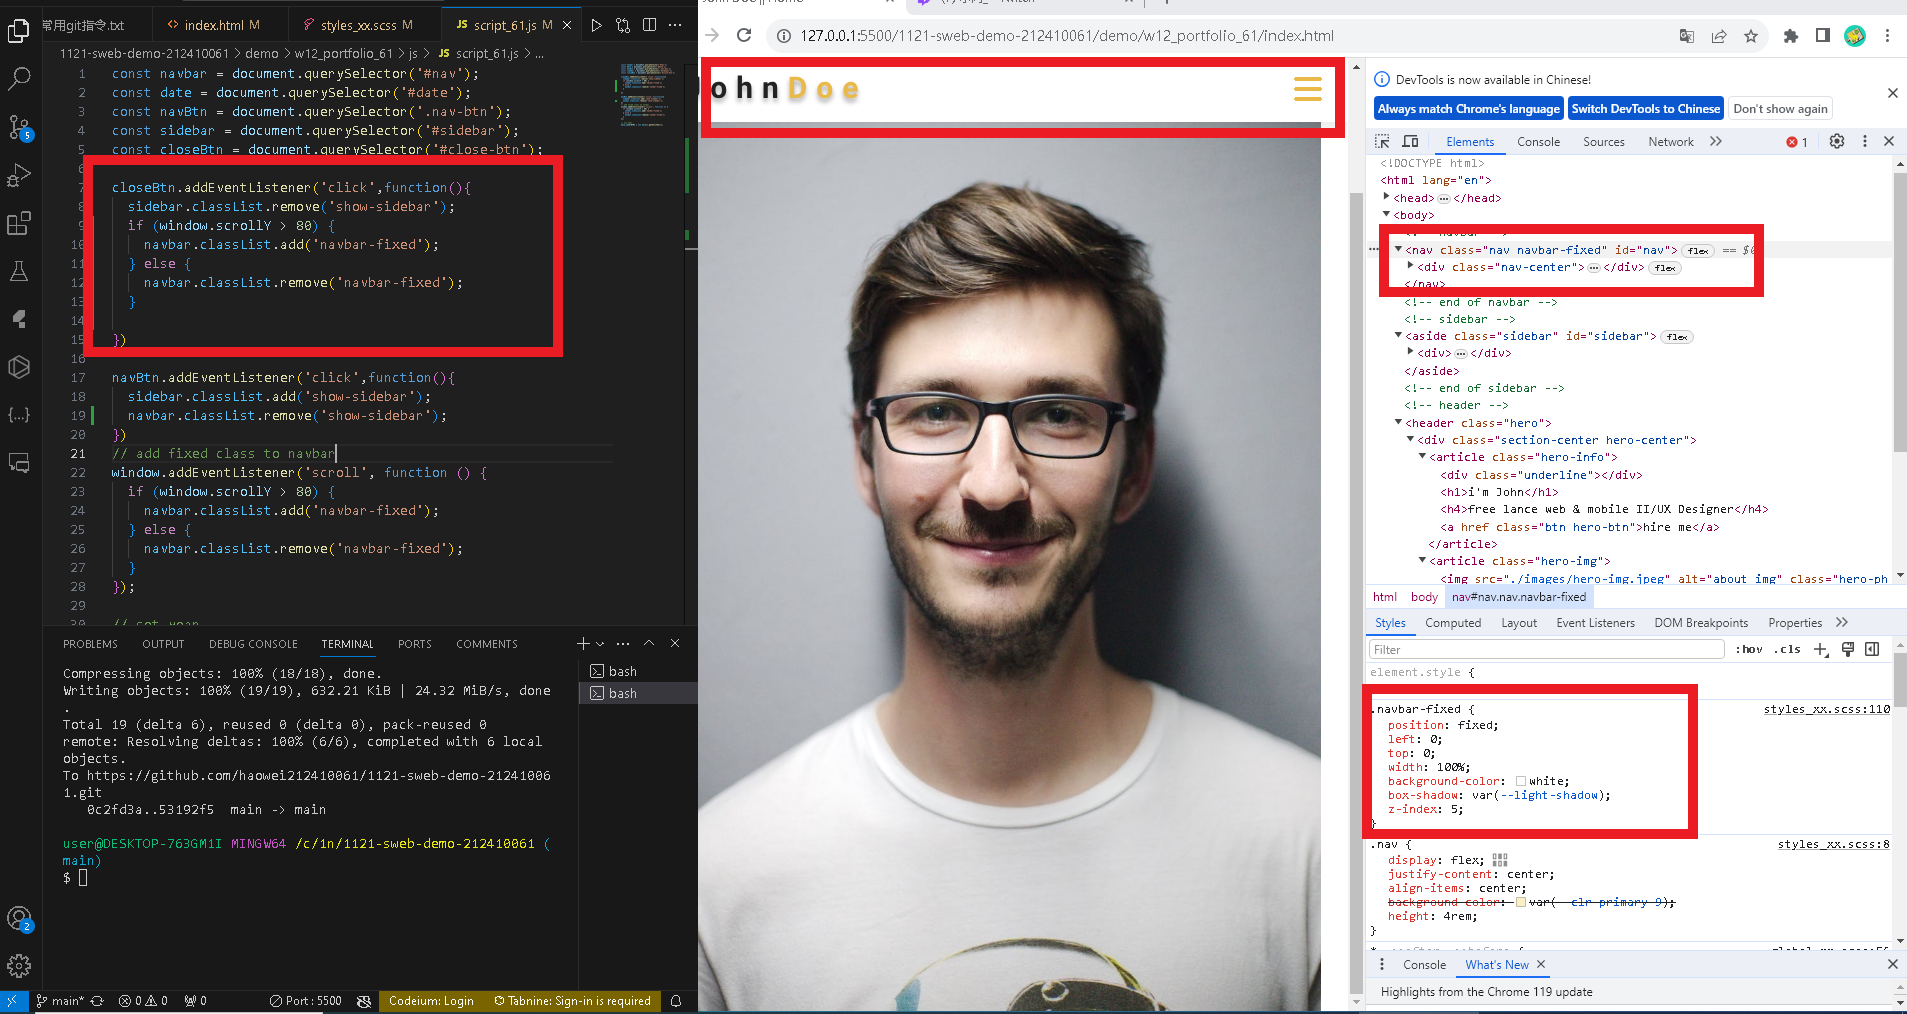 常用git指令.txt
index.html M
styles_xx.scss M
JS script_61.js M
1121-sweb-demo-212410061 > demo > w12_portfolio_61 > js > JS script_61.js > ...
1 const navbar = document.querySelector('#nav');
2 const date = document.querySelector('#date');
3 const navBtn = document.querySelector('.nav-btn');
4 const sidebar = document.querySelector('#sidebar');
5 const closeBtn = document.querySelector('#close-btn');
6
7 closeBtn.addEventListener('click',function(){
8 sidebar.classList.remove('show-sidebar');
9 if (window.scrollY > 80) {
10 navbar.classList.add('navbar-fixed');
11 } else {
12 navbar.classList.remove('navbar-fixed');
13 }
14
15 })
16
17 navBtn.addEventListener('click',function(){
18 sidebar.classList.add('show-sidebar');
19 navbar.classList.remove('show-sidebar');
20 })
21 // add fixed class to navbar
22 window.addEventListener('scroll', function () {
23 if (window.scrollY > 80) {
24 navbar.classList.add('navbar-fixed');
25 } else {
26 navbar.classList.remove('navbar-fixed');
27 }
28 });
29
PROBLEMS OUTPUT DEBUG CONSOLE TERMINAL PORTS COMMENTS
Compressing objects: 100% (18/18), done.
Writing objects: 100% (19/19), 632.21 KiB | 24.32 MiB/s, done
.
Total 19 (delta 6), reused 0 (delta 0), pack-reused 0
remote: Resolving deltas: 100% (6/6), completed with 6 local
objects.
To https://github.com/haowei212410061/1121-sweb-demo-21241006
1.git
0c2fd3a..53192f5 main -> main
user@DESKTOP-763GM1I MINGW64 /c/1n/1121-sweb-demo-212410061 (
main)
$
bash
bash
5
2
main* 0 0 0 Port : 5500 Codeium: Login Tabnine: Sign-in is required
127.0.0.1:5500/1121-sweb-demo-212410061/demo/w12_portfolio_61/index.html
John Doe
DevTools is now available in Chinese!
Always match Chrome's language Switch DevTools to Chinese Don't show again
Elements Console Sources Network 1
<!DOCTYPE html>
<html lang="en">
<head> </head>
<body>
<nav class="nav navbar-fixed" id="nav"> flex == $0
<div class="nav-center"> </div> flex
</nav>
<!-- end of navbar -->
<!-- sidebar -->
<aside class="sidebar" id="sidebar"> flex
<div> </div>
</aside>
<!-- end of sidebar -->
<!-- header -->
<header class="hero">
<div class="section-center hero-center">
<article class="hero-info">
<div class="underline"></div>
<h1>i'm John</h1>
<h4>free lance web & mobile II/UX Designer</h4>
<a href class="btn hero-btn">hire me</a>
</article>
<article class="hero-img">
<img src="./images/hero-img.jpeg" alt="about img" class="hero-ph
html body nav#nav.nav.navbar-fixed
Styles Computed Layout Event Listeners DOM Breakpoints Properties
Filter :hov .cls
element.style {
.navbar-fixed { styles_xx.scss:110
position: fixed;
left: 0;
top: 0;
width: 100%;
background-color: white;
box-shadow: var(--light-shadow);
z-index: 5;
}
.nav { styles_xx.scss:8
display: flex;
justify-content: center;
align-items: center;
background-color: var(--clr-primary-9);
height: 4rem;
}
Console What's New
Highlights from the Chrome 119 update